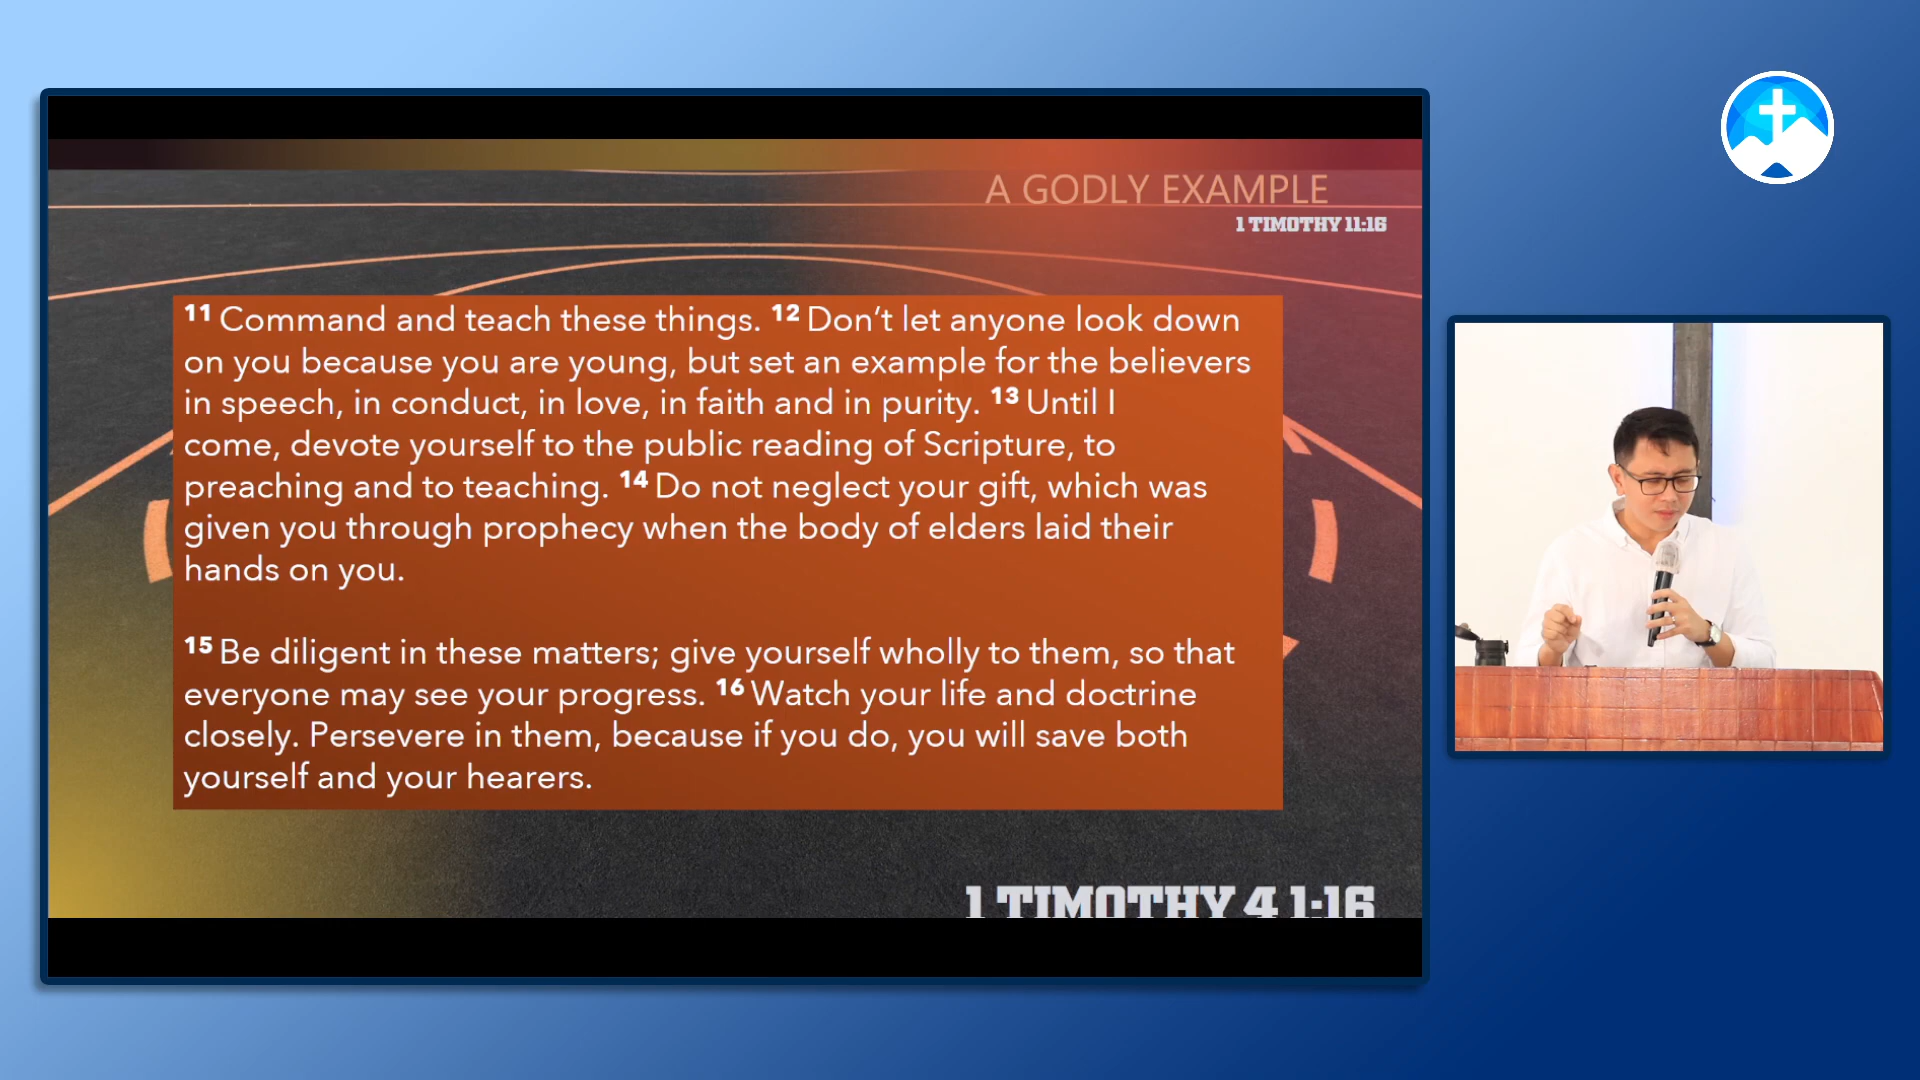 A GODLY EXAMPLE
1 TIMOTHY 11:16
11 Command and teach these things. 12 Don’t let anyone look down
on you because you are young, but set an example for the believers
in speech, in conduct, in love, in faith and in purity. 13 Until I
come, devote yourself to the public reading of Scripture, to
preaching and to teaching. 14 Do not neglect your gift, which was
given you through prophecy when the body of elders laid their
hands on you.
15 Be diligent in these matters; give yourself wholly to them, so that
everyone may see your progress. 16 Watch your life and doctrine
closely. Persevere in them, because if you do, you will save both
yourself and your hearers.
1 TIMOTHY 4 1:16